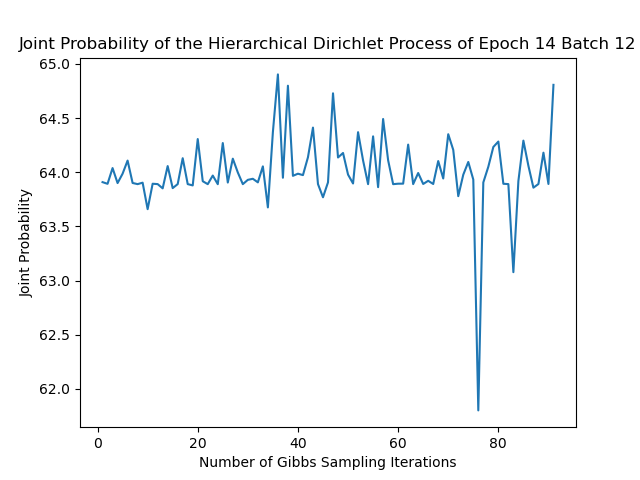 Joint Probability of the Hierarchical Dirichlet Process of Epoch 14 Batch 12
65.0
64.5
64.0
63.5
63.0
62.5
62.0
Joint Probability
0 20 40 60 80
Number of Gibbs Sampling Iterations